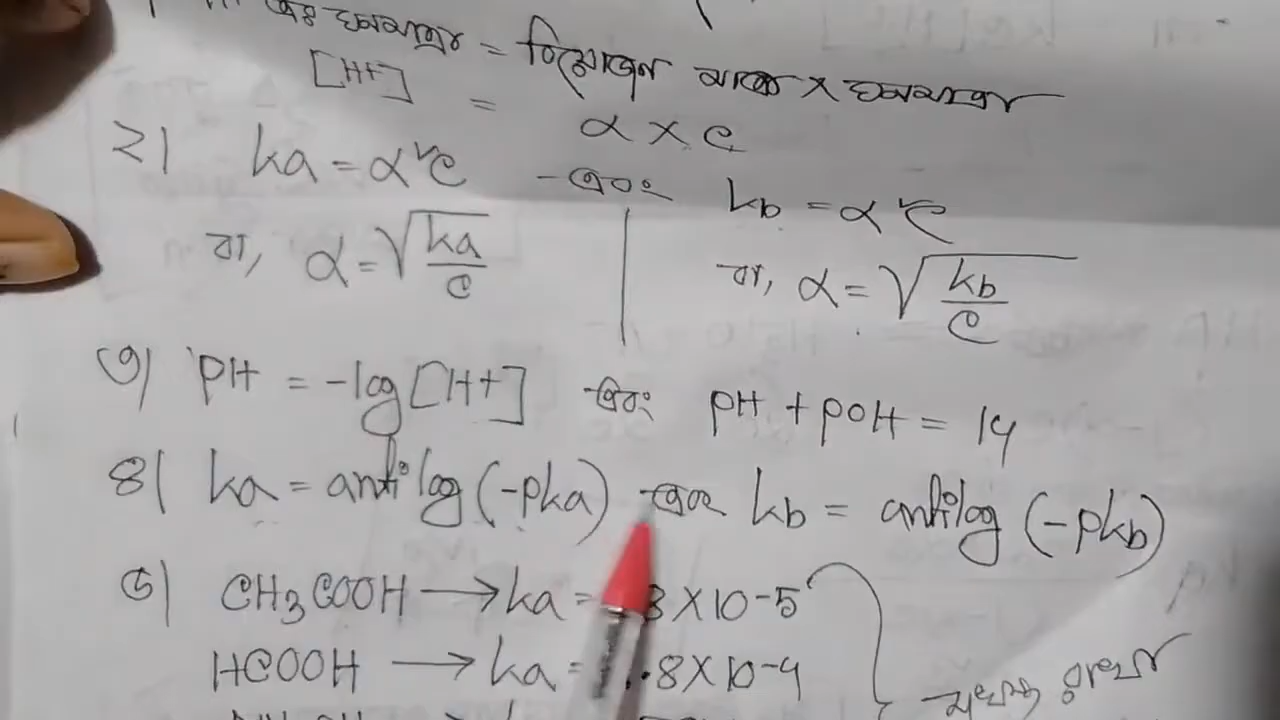 ঘনমাত্রা = বিয়োজন মাত্রা × ঘনমাত্রা
[H+] = α × c
২। ka = α²c এবং kb = α²c
বা, α = √(ka/c) বা, α = √(kb/c)
৩। pH = -log[H+] এবং pH + pOH = 14
৪। ka = antilog(-pka) এবং kb = antilog(-pkb)
৫। CH3COOH → ka = 8×10-5
HCOOH → ka = .8×10-4